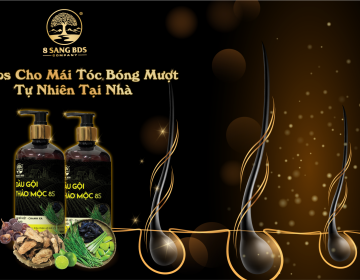 8 SANG BDS
COMPANY
ps Cho Mái Tóc Bóng Mượt
Tự Nhiên Tại Nhà
DẦU GỘI
THẢO MỘC 8S
DẦU GỘI
THẢO MỘC 8S